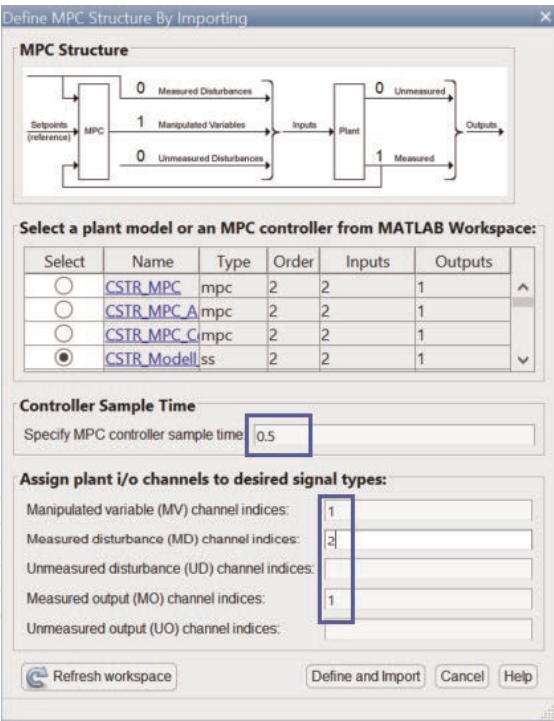 Define MPC Structure By Importing
MPC Structure
0 Measured Disturbances
0 Unmeasured
Setpoints
(reference)
MPC
1 Manipulated Variables
Inputs
Plant
Outputs
0 Unmeasured Disturbances
1 Measured
Select a plant model or an MPC controller from MATLAB Workspace:
Select Name Type Order Inputs Outputs
CSTR_MPC mpc 2 2 1
CSTR_MPC_A mpc 2 2 1
CSTR_MPC_C mpc 2 2 1
CSTR_Modell ss 2 2 1
Controller Sample Time
Specify MPC controller sample time: 0.5
Assign plant i/o channels to desired signal types:
Manipulated variable (MV) channel indices: 1
Measured disturbance (MD) channel indices: 2
Unmeasured disturbance (UD) channel indices:
Measured output (MO) channel indices: 1
Unmeasured output (UO) channel indices:
Refresh workspace Define and Import Cancel Help